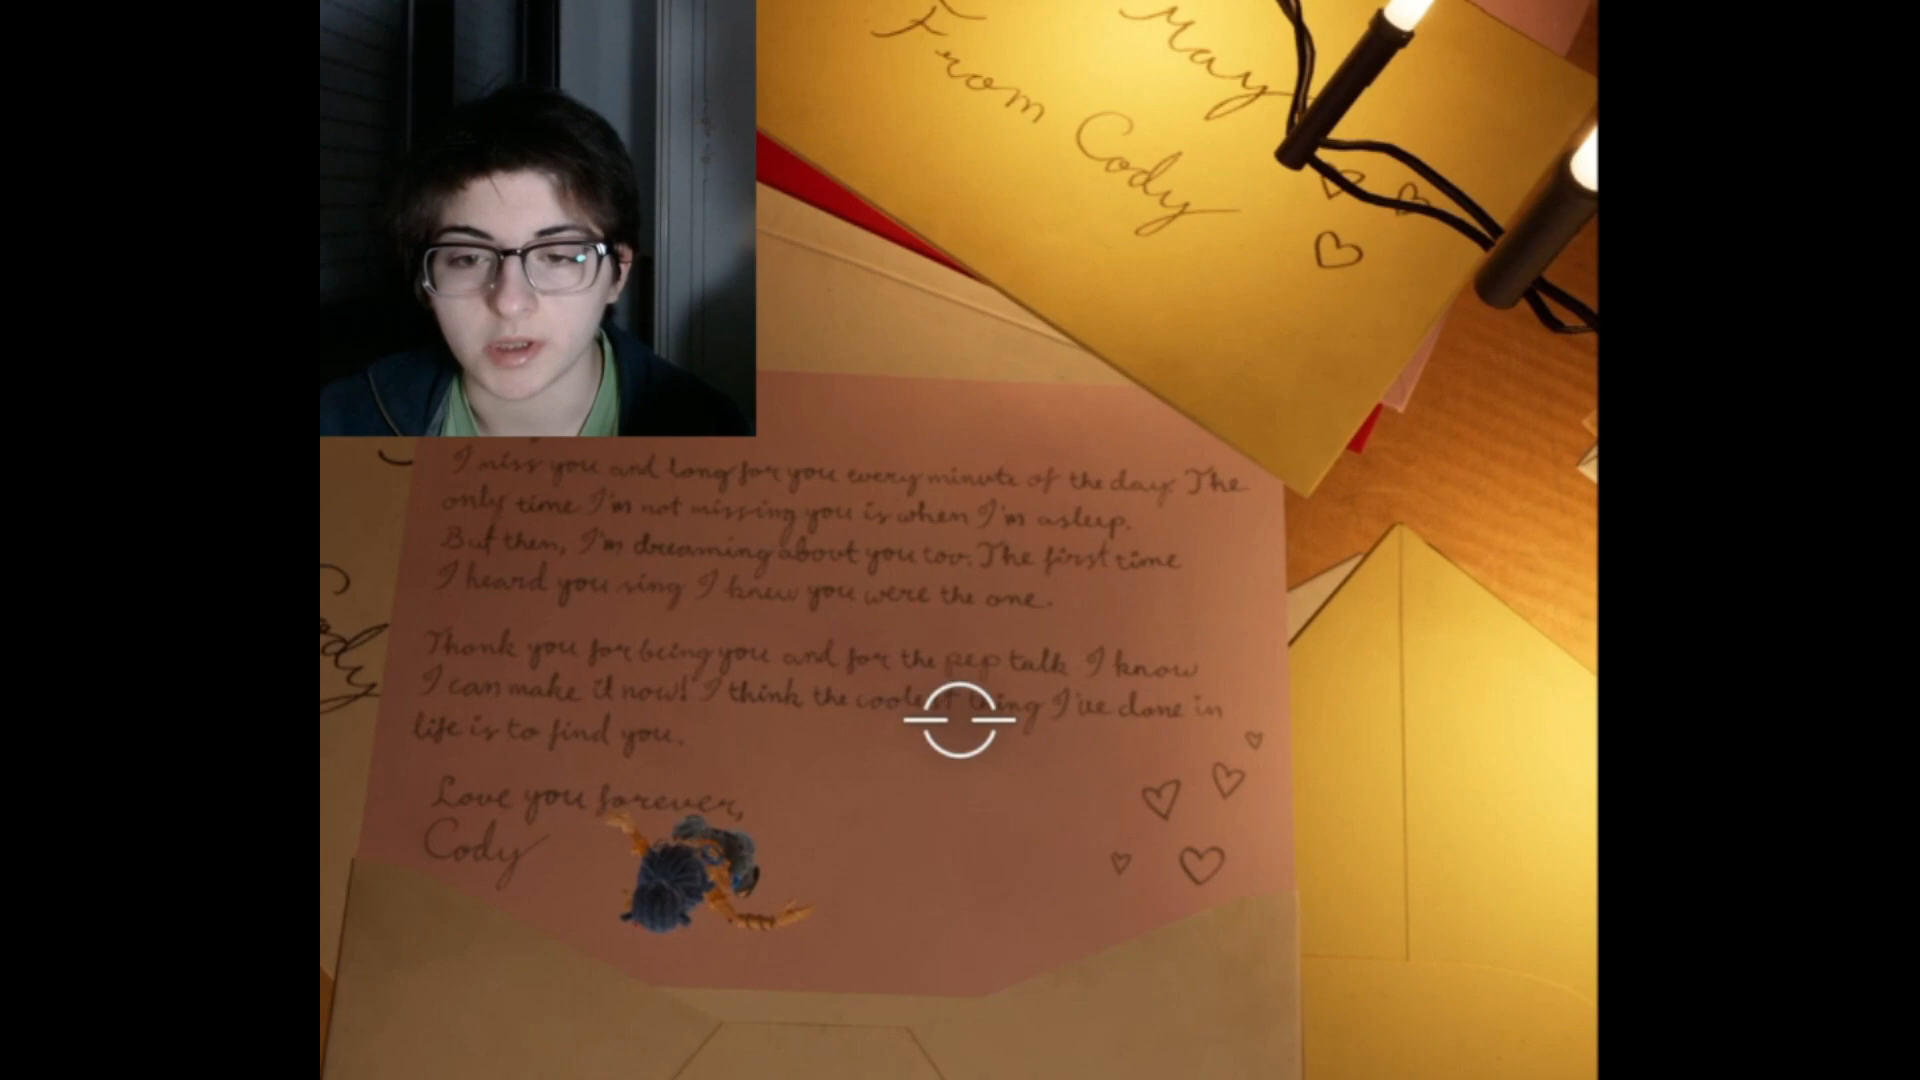 May
From Cody
I miss you and long for you every minute of the day. The
only time I'm not missing you is when I'm asleep.
But then, I'm dreaming about you too. The first time
I heard you sing I knew you were the one.
Thank you for being you and for the pep talk I know
I can make it now! I think the coolest thing I've done in
life is to find you.
Love you forever,
Cody